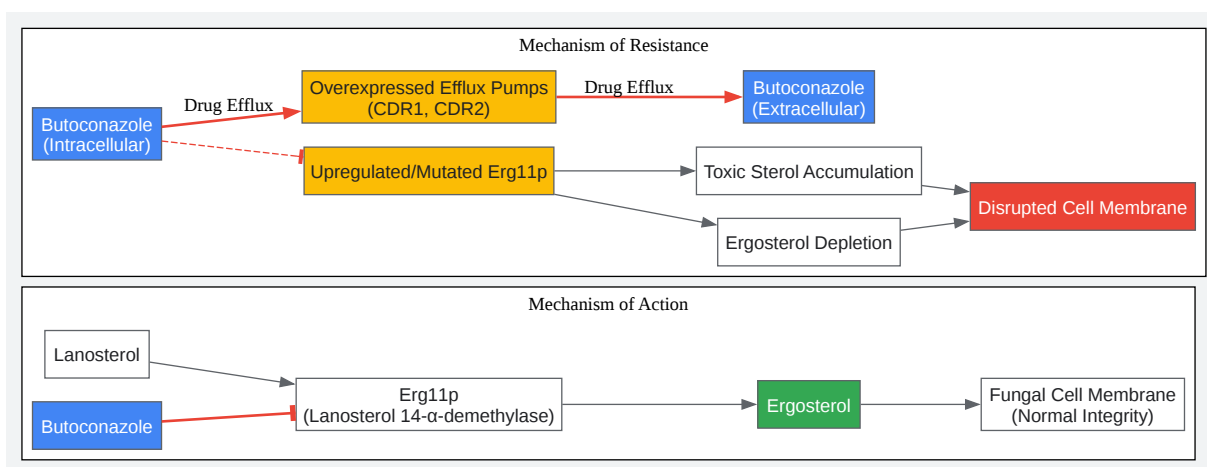 Mechanism of Resistance
Butoconazole
(Intracellular)
Drug Efflux
Overexpressed Efflux Pumps
(CDR1, CDR2)
Drug Efflux
Butoconazole
(Extracellular)
Upregulated/Mutated Erg11p
Toxic Sterol Accumulation
Ergosterol Depletion
Disrupted Cell Membrane
Mechanism of Action
Lanosterol
Butoconazole
Erg11p
(Lanosterol 14-α-demethylase)
Ergosterol
Fungal Cell Membrane
(Normal Integrity)